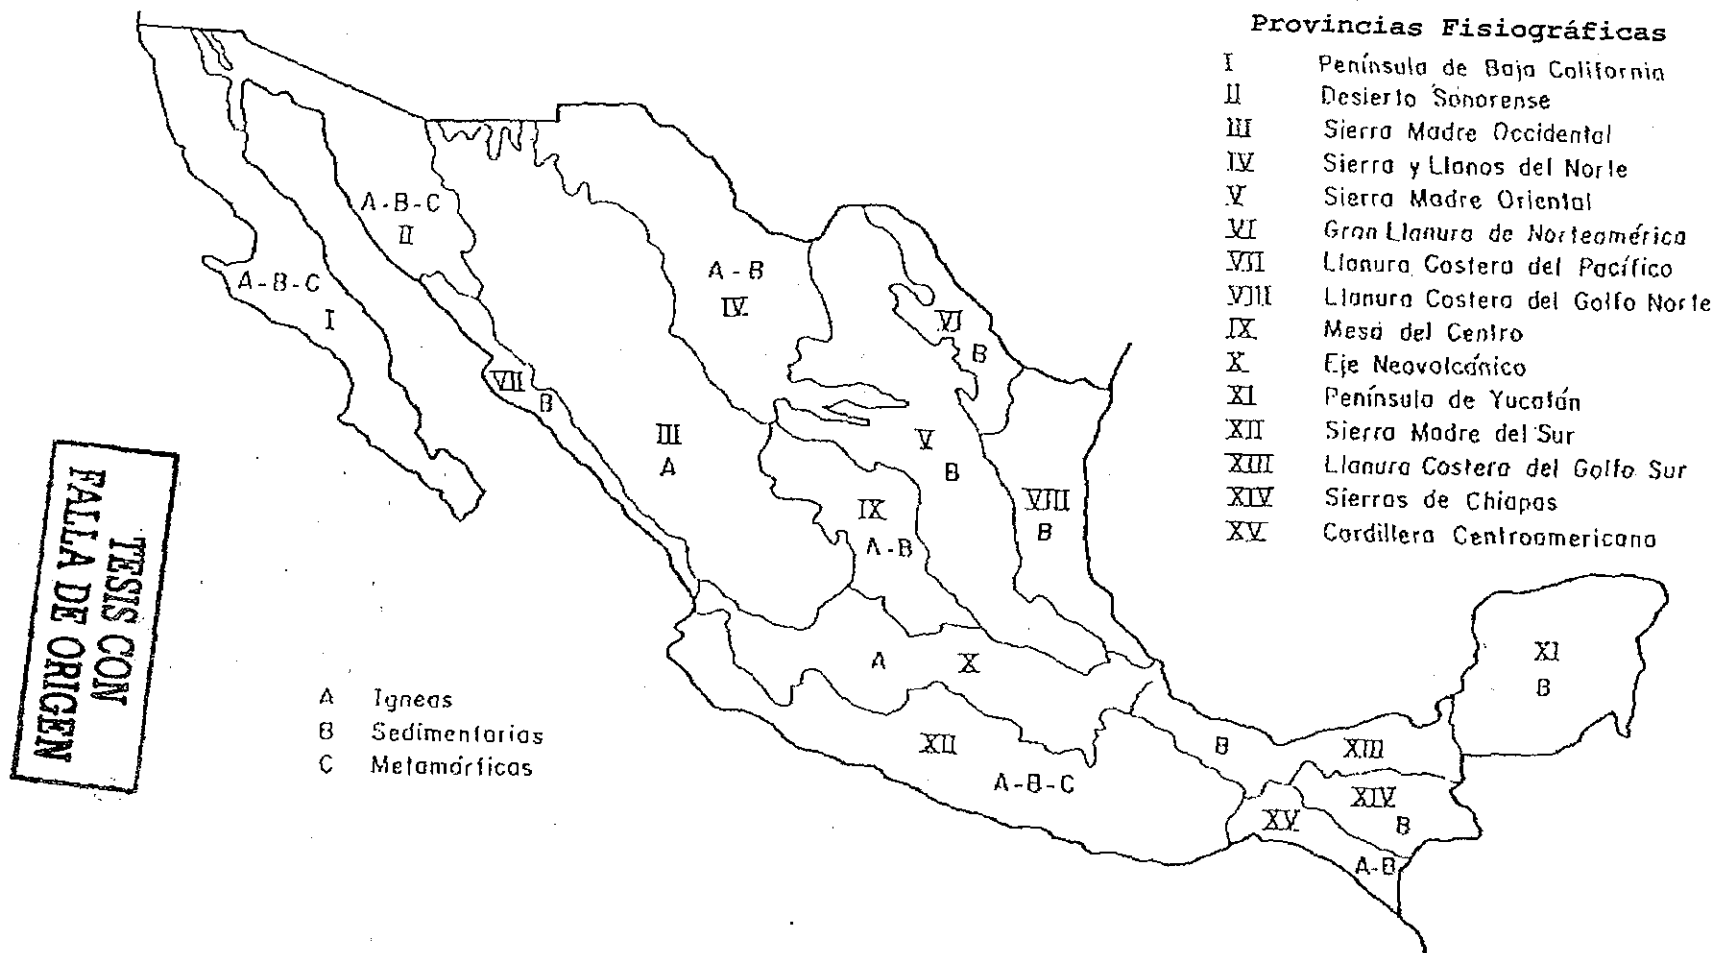 Provincias Fisiográficas
I Península de Baja California
II Desierto Sonorense
III Sierra Madre Occidental
IV Sierra y Llanos del Norte
V Sierra Madre Oriental
VI Gran Llanura de Norteamérica
VII Llanura Costera del Pacífico
VIII Llanura Costera del Golfo Norte
IX Mesa del Centro
X Eje Neovolcánico
XI Península de Yucatán
XII Sierra Madre del Sur
XIII Llanura Costera del Golfo Sur
XIV Sierras de Chiapas
XV Cordillera Centroamericana
A-B-C
II
A-B-C
I
A-B
IV
VI
B
VII
B
III
A
V
B
IX
A-B
VIII
B
A X
XI
B
XII
A-B-C
B
XIII
XIV
B
XV
A-B
A Igneas
B Sedimentarias
C Metamórficas
TESIS CON
FALLA DE ORIGEN